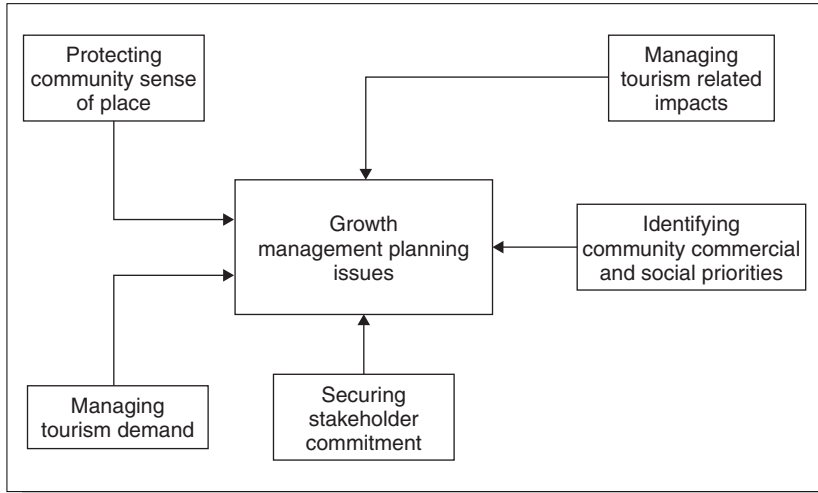 Protecting
community sense
of place
Managing
tourism related
impacts
Growth
management planning
issues
Identifying
community commercial
and social priorities
Managing
tourism demand
Securing
stakeholder
commitment